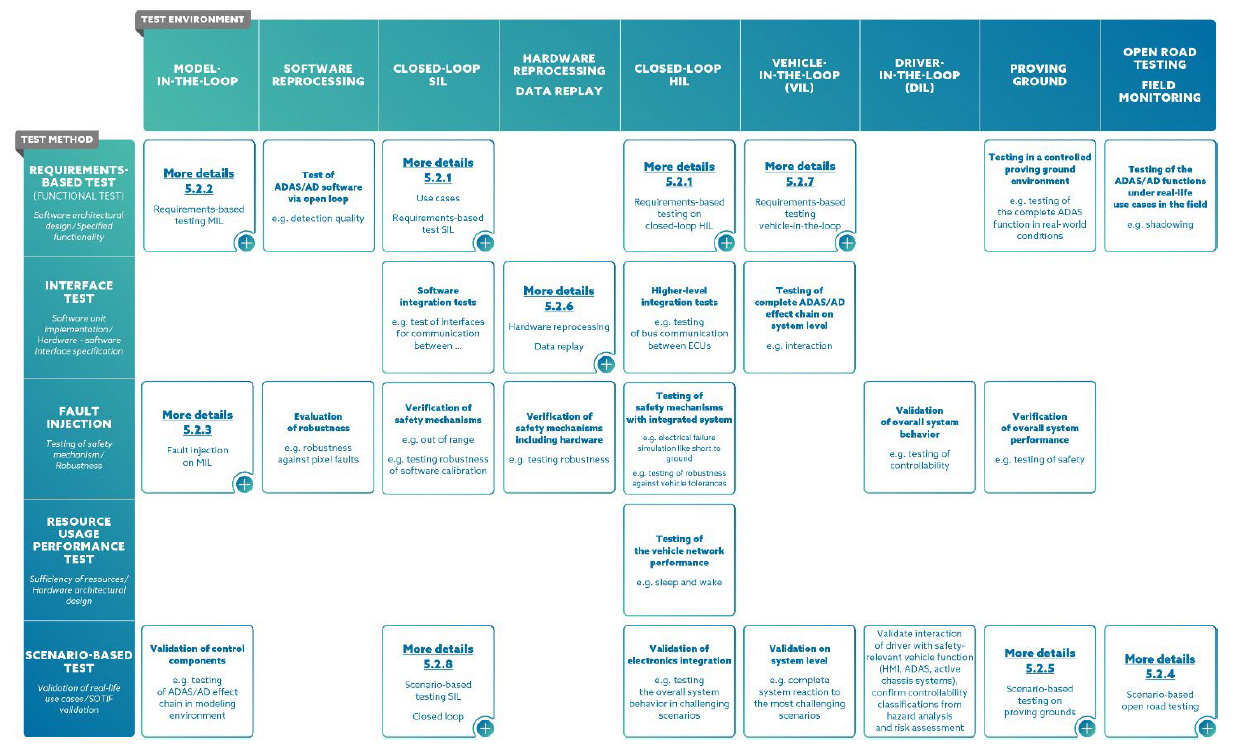 TEST ENVIRONMENT
MODEL-
IN-THE-LOOP
SOFTWARE
REPROCESSING
CLOSED-LOOP
SIL
HARDWARE
REPROCESSING
DATA REPLAY
CLOSED-LOOP
HIL
VEHICLE-
IN-THE-LOOP
(VIL)
DRIVER-
IN-THE-LOOP
(DIL)
PROVING
GROUND
OPEN ROAD
TESTING
FIELD
MONITORING
TEST METHOD
REQUIREMENTS-
BASED TEST
(FUNCTIONAL TEST)
Software architectural
design/Specified
functionality
More details
5.2.2
Requirements-based
testing MIL
Test of
ADAS/AD software
via open loop
e.g. detection quality
More details
5.2.1
Use cases
Requirements-based
test SIL
More details
5.2.1
Requirements-based
testing on
closed-loop HIL
More details
5.2.7
Requirements-based
testing
vehicle-in-the-loop
Testing in a controlled
proving ground
environment
e.g. testing of
the complete ADAS
function in real-world
conditions
Testing of the
ADAS/AD functions
under real-life
use cases in the field
e.g. shadowing
INTERFACE
TEST
Software unit
implementation/
Hardware - software
Interface specification
Software
integration tests
e.g. test of interfaces
for communication
between ...
More details
5.2.6
Hardware reprocessing
Data replay
Higher-level
integration tests
e.g. testing
of bus communication
between ECUs
Testing of
complete ADAS/AD
effect chain on
system level
e.g. interaction
FAULT
INJECTION
Testing of safety
mechanism/
Robustness
More details
5.2.3
Fault injection
on MIL
Evaluation
of robustness
e.g. robustness
against pixel faults
Verification of
safety mechanisms
e.g. out of range
e.g. testing robustness
of software calibration
Verification of
safety mechanisms
including hardware
e.g. testing robustness
Testing of
safety mechanisms
with integrated system
e.g. electrical failure
simulation like short to
ground
e.g. testing of robustness
against vehicle tolerances
Validation
of overall system
behavior
e.g. testing of
controllability
Verification
of overall system
performance
e.g. testing of safety
RESOURCE
USAGE
PERFORMANCE
TEST
Sufficiency of resources/
Hardware architectural
design
Testing of
the vehicle network
performance
e.g. sleep and wake
SCENARIO-BASED
TEST
Validation of real-life
use cases/SOTIF
validation
Validation of control
components
e.g. testing
of ADAS/AD effect
chain in modeling
environment
More details
5.2.8
Scenario-based
testing SIL
Closed loop
Validation of
electronics integration
e.g. testing
the overall system
behavior in challenging
scenarios
Validation on
system level
e.g. complete
system reaction to
the most challenging
scenarios
Validate interaction
of driver with safety-
relevant vehicle function
(HMI, ADAS, active
chassis systems),
confirm controllability
classifications from
hazard analysis
and risk assessment
More details
5.2.5
Scenario-based
testing on
proving grounds
More details
5.2.4
Scenario-based
open road testing